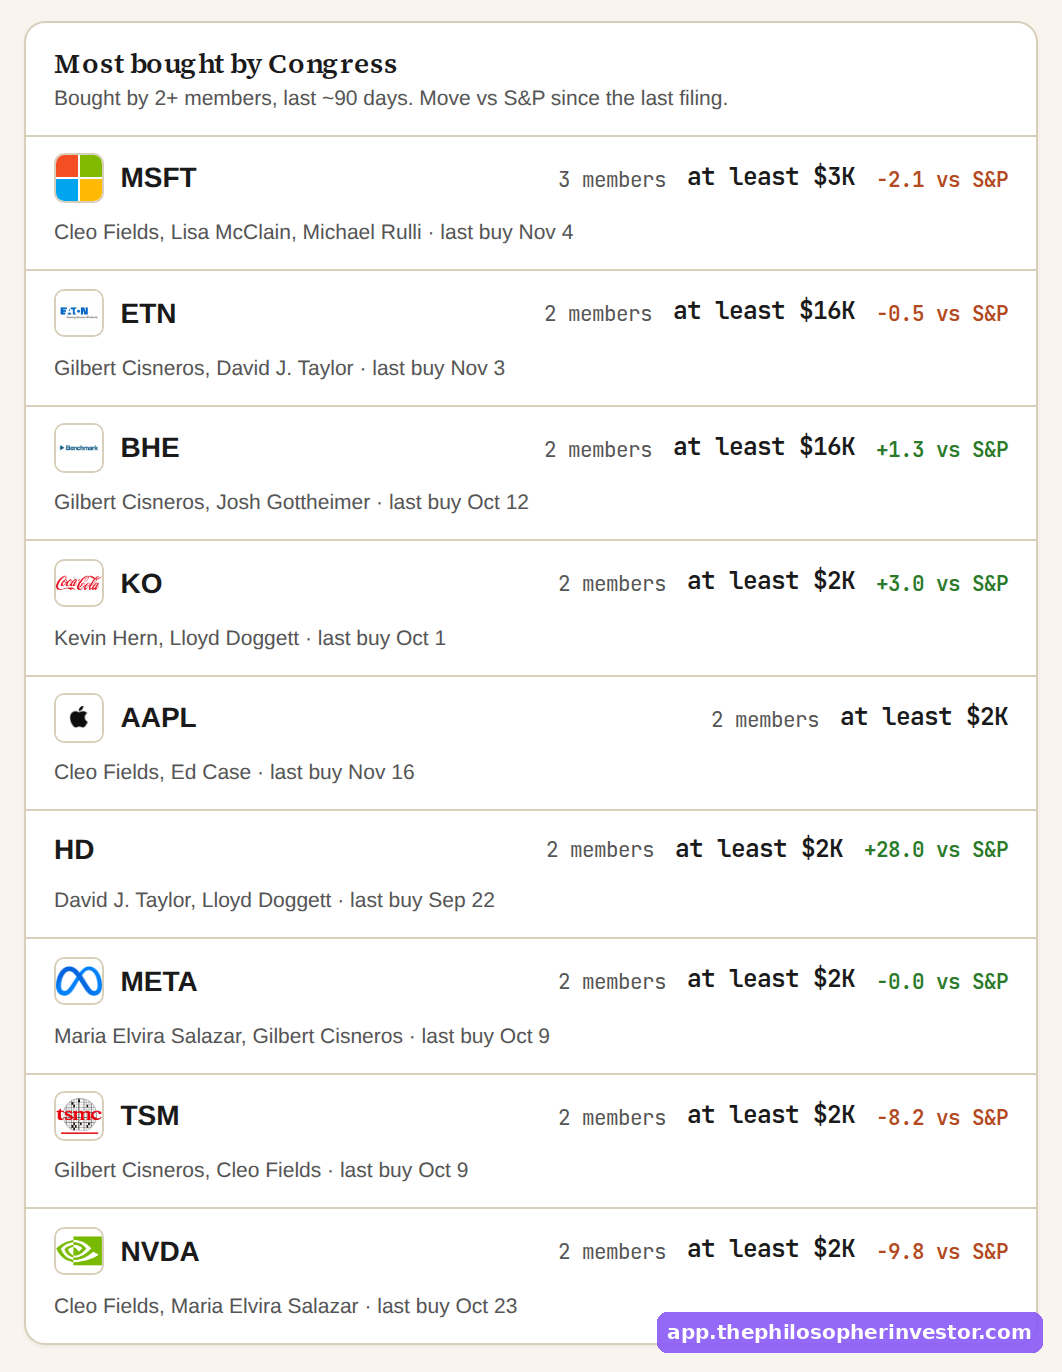 Most bought by Congress
Bought by 2+ members, last ~90 days. Move vs S&P since the last filing.
MSFT 3 members at least $3K -2.1 vs S&P
Cleo Fields, Lisa McClain, Michael Rulli · last buy Nov 4
EATON
ETN 2 members at least $16K -0.5 vs S&P
Gilbert Cisneros, David J. Taylor · last buy Nov 3
Benchmark
BHE 2 members at least $16K +1.3 vs S&P
Gilbert Cisneros, Josh Gottheimer · last buy Oct 12
Coca-Cola
KO 2 members at least $2K +3.0 vs S&P
Kevin Hern, Lloyd Doggett · last buy Oct 1
AAPL 2 members at least $2K
Cleo Fields, Ed Case · last buy Nov 16
HD 2 members at least $2K +28.0 vs S&P
David J. Taylor, Lloyd Doggett · last buy Sep 22
META 2 members at least $2K -0.0 vs S&P
Maria Elvira Salazar, Gilbert Cisneros · last buy Oct 9
tsmc
TSM 2 members at least $2K -8.2 vs S&P
Gilbert Cisneros, Cleo Fields · last buy Oct 9
NVDA 2 members at least $2K -9.8 vs S&P
Cleo Fields, Maria Elvira Salazar · last buy Oct 23
app.thephilosopherinvestor.com